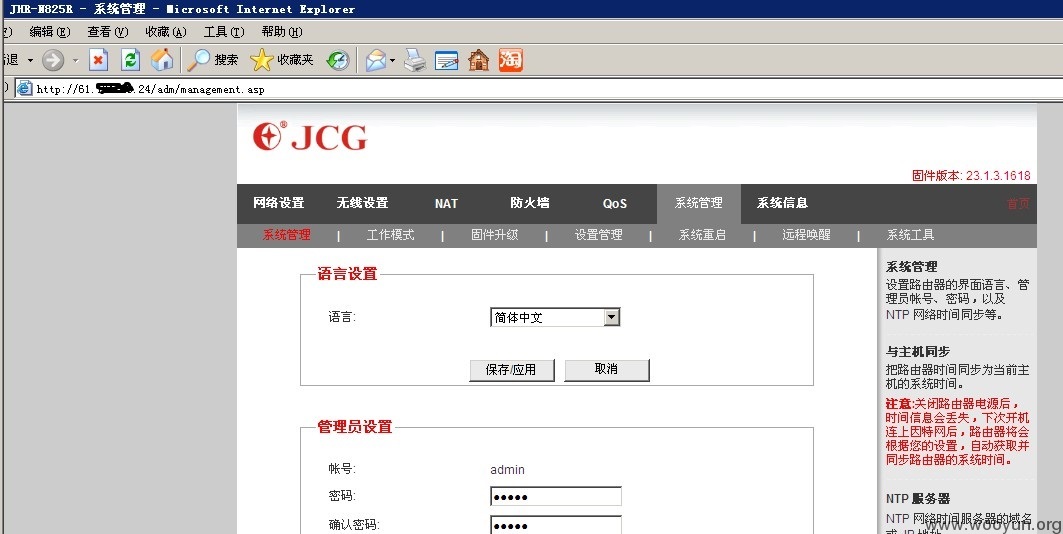 JHR-N825R - 系统管理 - Microsoft Internet Explorer
编辑(E) 查看(V) 收藏(A) 工具(T) 帮助(H)
搜索 收藏夹 淘
http://61. .24/adm/management.asp
JCG
固件版本: 23.1.3.1618
网络设置 无线设置 NAT 防火墙 QoS 系统管理 系统信息 首页
系统管理 | 工作模式 | 固件升级 | 设置管理 | 系统重启 | 远程唤醒 | 系统工具
语言设置
语言: 简体中文
保存/应用 取消
管理员设置
帐号: admin
密码: •••••
确认密码: •••••
系统管理
设置路由器的界面语言、管
理员帐号、密码，以及
NTP 网络时间同步等。
与主机同步
把路由器时间同步为当前主
机的系统时间。
注意:关闭路由器电源后，
时间信息会丢失，下次开机
连上因特网后，路由器将会
根据您的设置，自动获取并
同步路由器的系统时间。
NTP 服务器
NTP 网络时间服务器的域名
www.wooyun.org